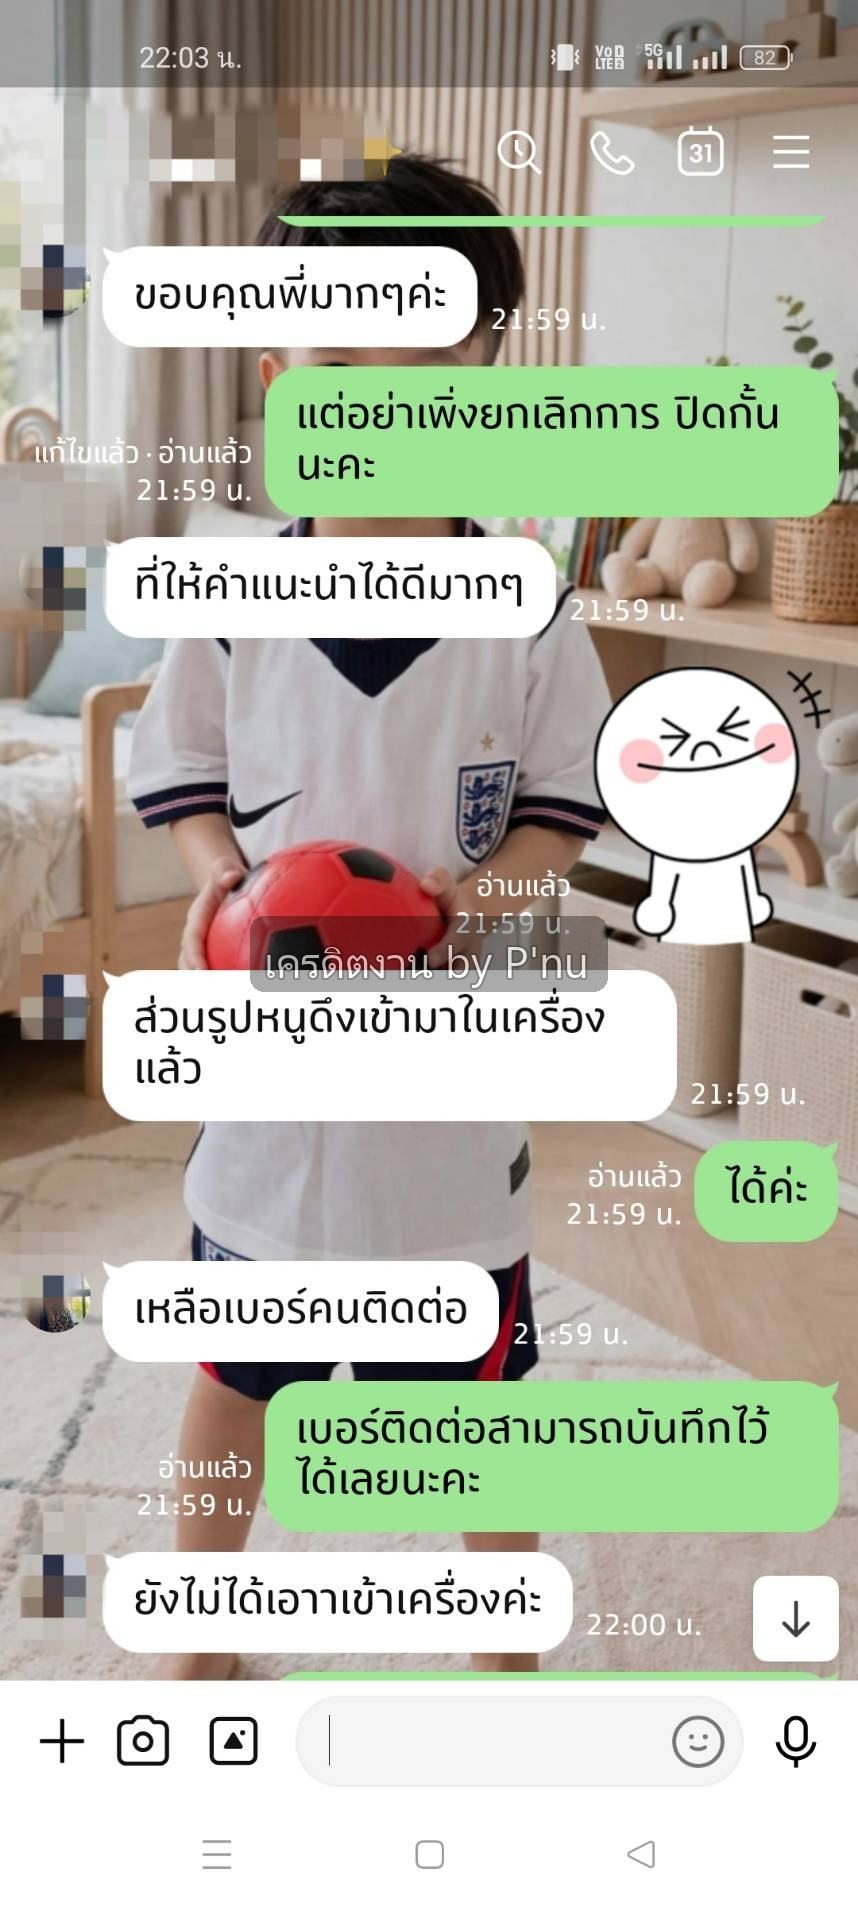 22:03 น.
VoD LTE2 5G 82
31
ขอบคุณพี่มากๆค่ะ
21:59 น.
แต่อย่าเพิ่งยกเลิกการ ปิดกั้น
นะคะ
แก้ไขแล้ว · อ่านแล้ว
21:59 น.
ที่ให้คำแนะนำได้ดีมากๆ
21:59 น.
อ่านแล้ว
21:59 น.
เครดิตงาน by P'nu
ส่วนรูปหนูดึงเข้ามาในเครื่อง
แล้ว
21:59 น.
ได้ค่ะ
อ่านแล้ว
21:59 น.
เหลือเบอร์คนติดต่อ
21:59 น.
เบอร์ติดต่อสามารถบันทึกไว้
ได้เลยนะคะ
อ่านแล้ว
21:59 น.
ยังไม่ได้เอาาเข้าเครื่องค่ะ
22:00 น.